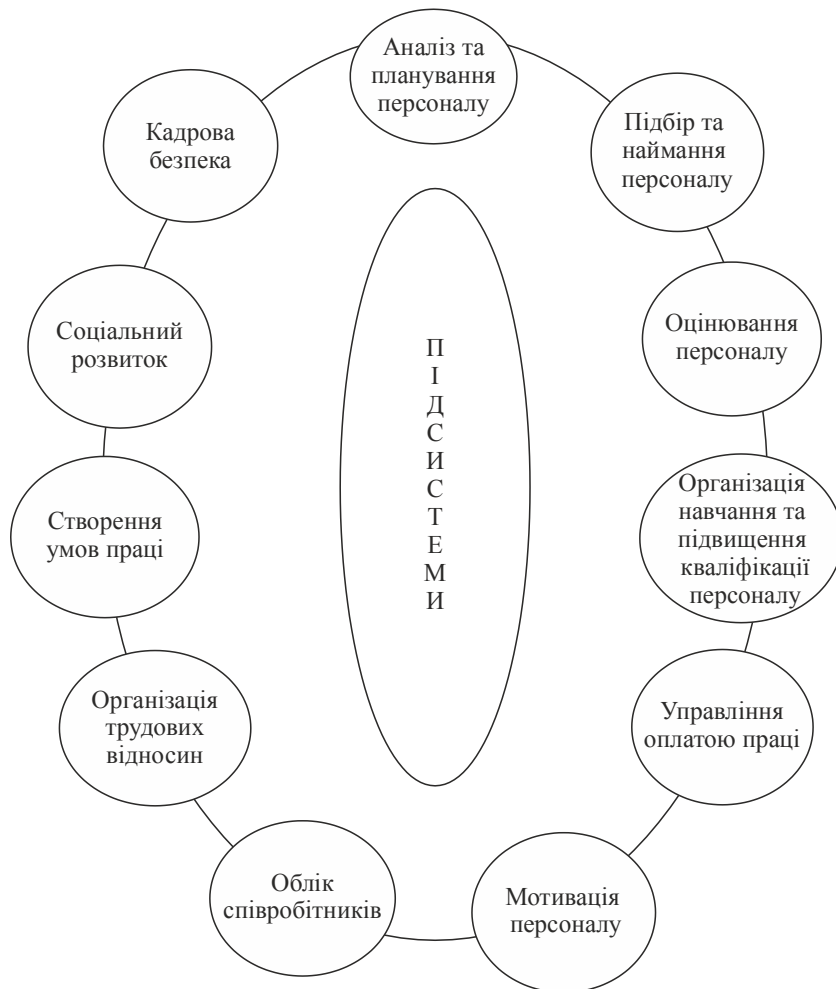 Аналіз та
планування
персоналу
Підбір та
наймання
персоналу
Оцінювання
персоналу
Організація
навчання та
підвищення
кваліфікації
персоналу
Управління
оплатою праці
Мотивація
персоналу
Облік
співробітників
Організація
трудових
відносин
Створення
умов праці
Соціальний
розвиток
Кадрова
безпека
ПІДСИСТЕМИ